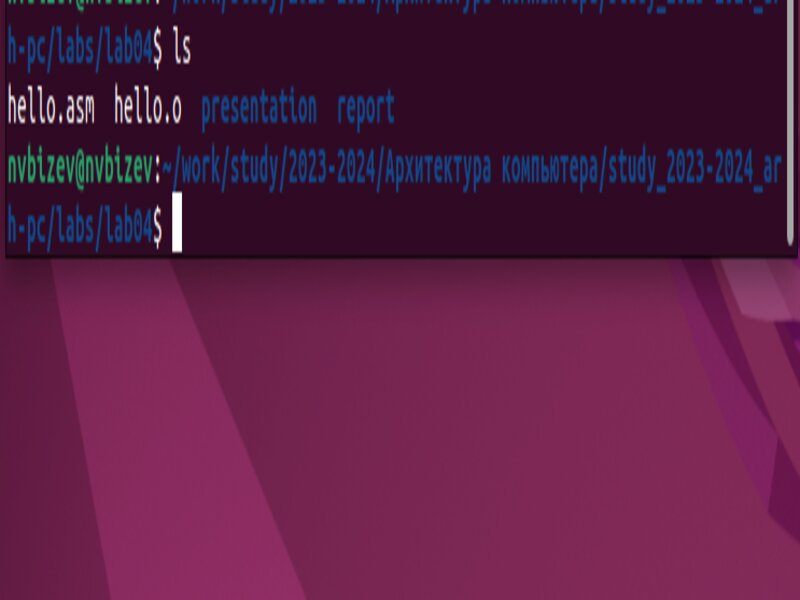 h-pc/labs/lab04$ ls
hello.asm hello.o presentation report
nvbizev@nvbizev:~/work/study/2023-2024/Архитектура компьютера/study_2023-2024_ar
h-pc/labs/lab04$